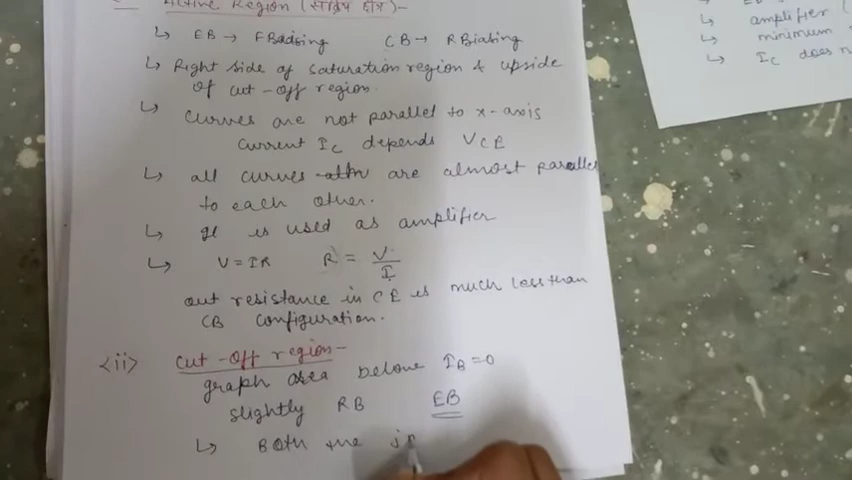 Active Region (सक्रिय क्षेत्र)-
↳ EB → FBiasing CB → RBiasing
↳ Right side of saturation region & upside
of cut-off region.
↳ curves are not parallel to x-axis
current IC depends VCE
↳ all curves are almost parallel
to each other.
↳ It is used as amplifier
↳ V = IR R = V/I
out resistance in CE is much less than
CB configuration.
<ii> Cut-off region-
graph area below IB=0
slightly RB EB
↳ Both the
↳ amplifier (
↳ minimum
↳ IC does